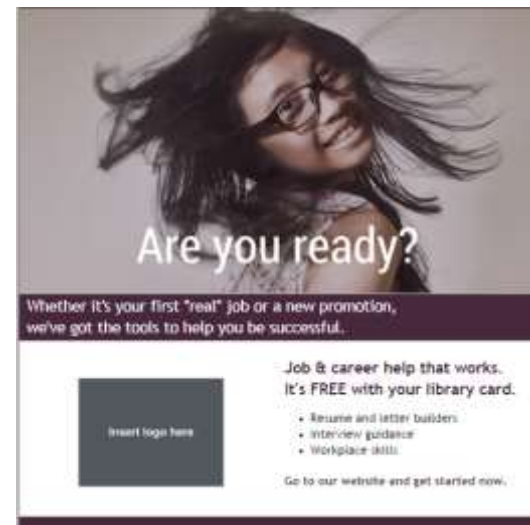 Are you ready?
Whether it's your first "real" job or a new promotion,
we've got the tools to help you be successful.
Insert logo here
Job & career help that works.
It's FREE with your library card.
• Resume and letter builders
• Interview guidance
• Workplace skills
Go to our website and get started now.